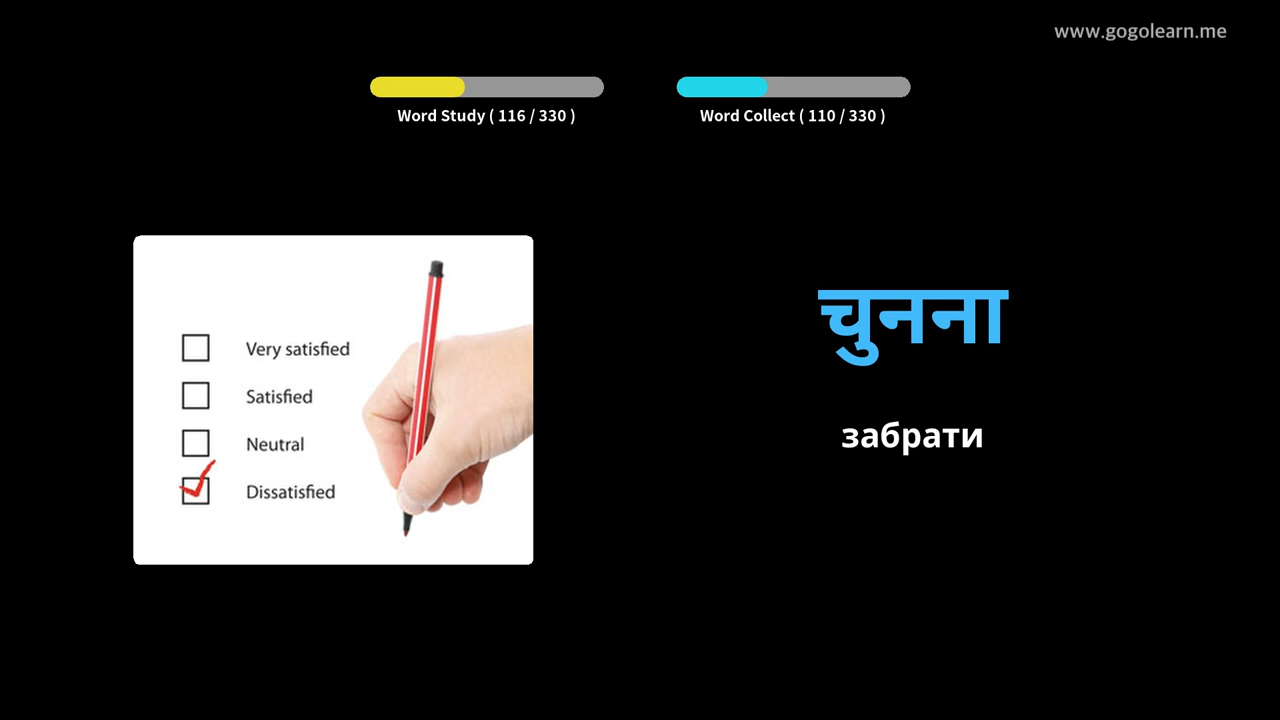 www.gogolearn.me
Word Study ( 116 / 330 )
Word Collect ( 110 / 330 )
Very satisfied
Satisfied
Neutral
Dissatisfied
चुनना
забрати